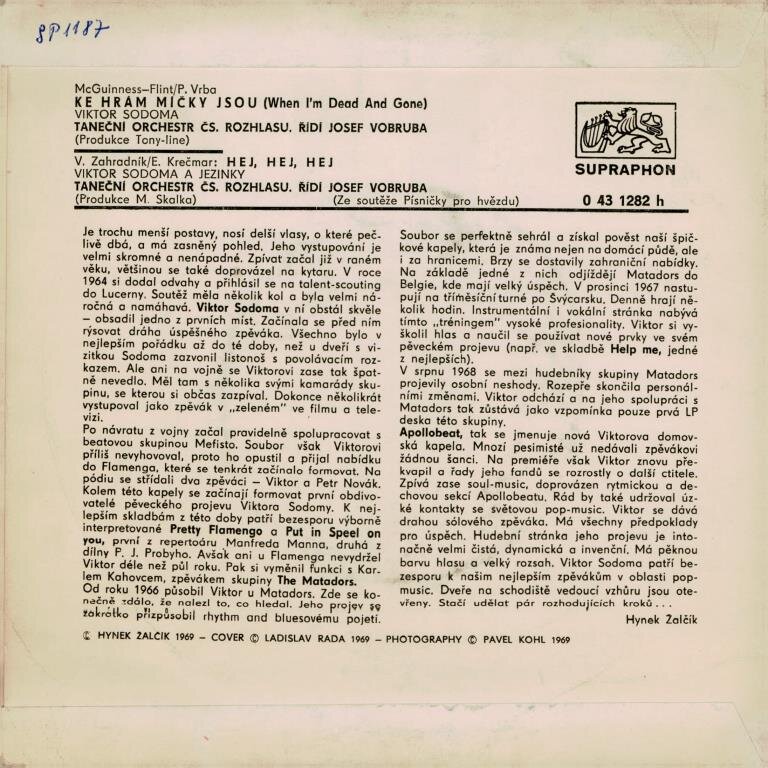 SP1187
McGuinness–Flint/P. Vrba
KE HRÁM MÍČKY JSOU (When I'm Dead And Gone)
VIKTOR SODOMA
TANEČNÍ ORCHESTR ČS. ROZHLASU. ŘÍDÍ JOSEF VOBRUBA
(Produkce Tony-line)
V. Zahradník/E. Krečmar: HEJ, HEJ, HEJ
VIKTOR SODOMA A JEZINKY
TANEČNÍ ORCHESTR ČS. ROZHLASU. ŘÍDÍ JOSEF VOBRUBA
(Produkce M. Skalka) (Ze soutěže Písničky pro hvězdu)
SUPRAPHON
0 43 1282 h
Je trochu menší postavy, nosí delší vlasy, o které peč-
livě dbá, a má zasněný pohled. Jeho vystupování je
velmi skromné a nenápadné. Zpívat začal již v raném
věku, většinou se také doprovázel na kytaru. V roce
1964 si dodal odvahy a přihlásil se na talent-scouting
do Lucerny. Soutěž měla několik kol a byla velmi ná-
ročná a namáhavá. Viktor Sodoma v ní obstál skvěle
– obsadil jedno z prvních míst. Začínala se před ním
rýsovat dráha úspěšného zpěváka. Všechno bylo v
nejlepším pořádku až do té doby, než u dveří s vi-
zitkou Sodoma zazvonil listonoš s povolávacím roz-
kazem. Ale ani na vojně se Viktorovi zase tak špat-
ně nevedlo. Měl tam s několika svými kamarády sku-
pinu, se kterou si občas zazpíval. Dokonce několikrát
vystupoval jako zpěvák v „zeleném" ve filmu a tele-
vizi.
Po návratu z vojny začal pravidelně spolupracovat s
beatovou skupinou Mefisto. Soubor však Viktorovi
příliš nevyhovoval, proto ho opustil a přijal nabídku
do Flamenga, které se tenkrát začínalo formovat. Na
pódiu se střídali dva zpěváci – Viktor a Petr Novák.
Kolem této kapely se začínají formovat první obdivo-
vatelé pěveckého projevu Viktora Sodomy. K nej-
lepším skladbám z této doby patří bezesporu výborně
interpretované Pretty Flamengo a Put in Speel on
you, první z repertoáru Manfreda Manna, druhá z
dílny P. J. Probyho. Avšak ani u Flamenga nevydržel
Viktor déle než půl roku. Pak si vyměnil funkci s Kar-
lem Kahovcem, zpěvákem skupiny The Matadors.
Od roku 1966 působil Viktor u Matadors. Zde se ko-
nečně zdálo, že nalezl to, co hledal. Jeho projev se
zakrátko přizpůsobil rhythm and bluesovému pojetí.
Soubor se perfektně sehrál a získal pověst naší špič-
kové kapely, která je známa nejen na domácí půdě, ale
i za hranicemi. Brzy se dostavily zahraniční nabídky.
Na základě jedné z nich odjíždějí Matadors do
Belgie, kde mají velký úspěch. V prosinci 1967 nastu-
pují na tříměsíční turné po Švýcarsku. Denně hrají ně-
kolik hodin. Instrumentální i vokální stránka nabývá
tímto „tréningem" vysoké profesionality. Viktor si vy-
školil hlas a naučil se používat nové prvky ve svém
pěveckém projevu (např. ve skladbě Help me, jedné
z nejlepších).
V srpnu 1968 se mezi hudebníky skupiny Matadors
projevily osobní neshody. Rozepře skončila personál-
ními změnami. Viktor odchází a na jeho spolupráci s
Matadors tak zůstává jako vzpomínka pouze prvá LP
deska této skupiny.
Apollobeat, tak se jmenuje nová Viktorova domov-
ská kapela. Mnozí pesimisté už nedávali zpěvákovi
žádnou šanci. Na premiéře však Viktor znovu pře-
kvapil a řady jeho fandů se rozrostly o další ctitele.
Zpívá zase soul-music, doprovázen rytmickou a de-
chovou sekcí Apollobeatu. Rád by také udržoval úz-
ké kontakty se světovou pop-music. Viktor se dává
drahou sólového zpěváka. Má všechny předpoklady
pro úspěch. Hudební stránka jeho projevu je into-
načně velmi čistá, dynamická a invenční. Má pěknou
barvu hlasu a velký rozsah. Viktor Sodoma patří be-
zesporu k našim nejlepším zpěvákům v oblasti pop-
music. Dveře na schodiště vedoucí vzhůru jsou ote-
vřeny. Stačí udělat pár rozhodujících kroků...
Hynek Žalčík
© HYNEK ŽALČÍK 1969 – COVER © LADISLAV RADA 1969 – PHOTOGRAPHY © PAVEL KOHL 1969